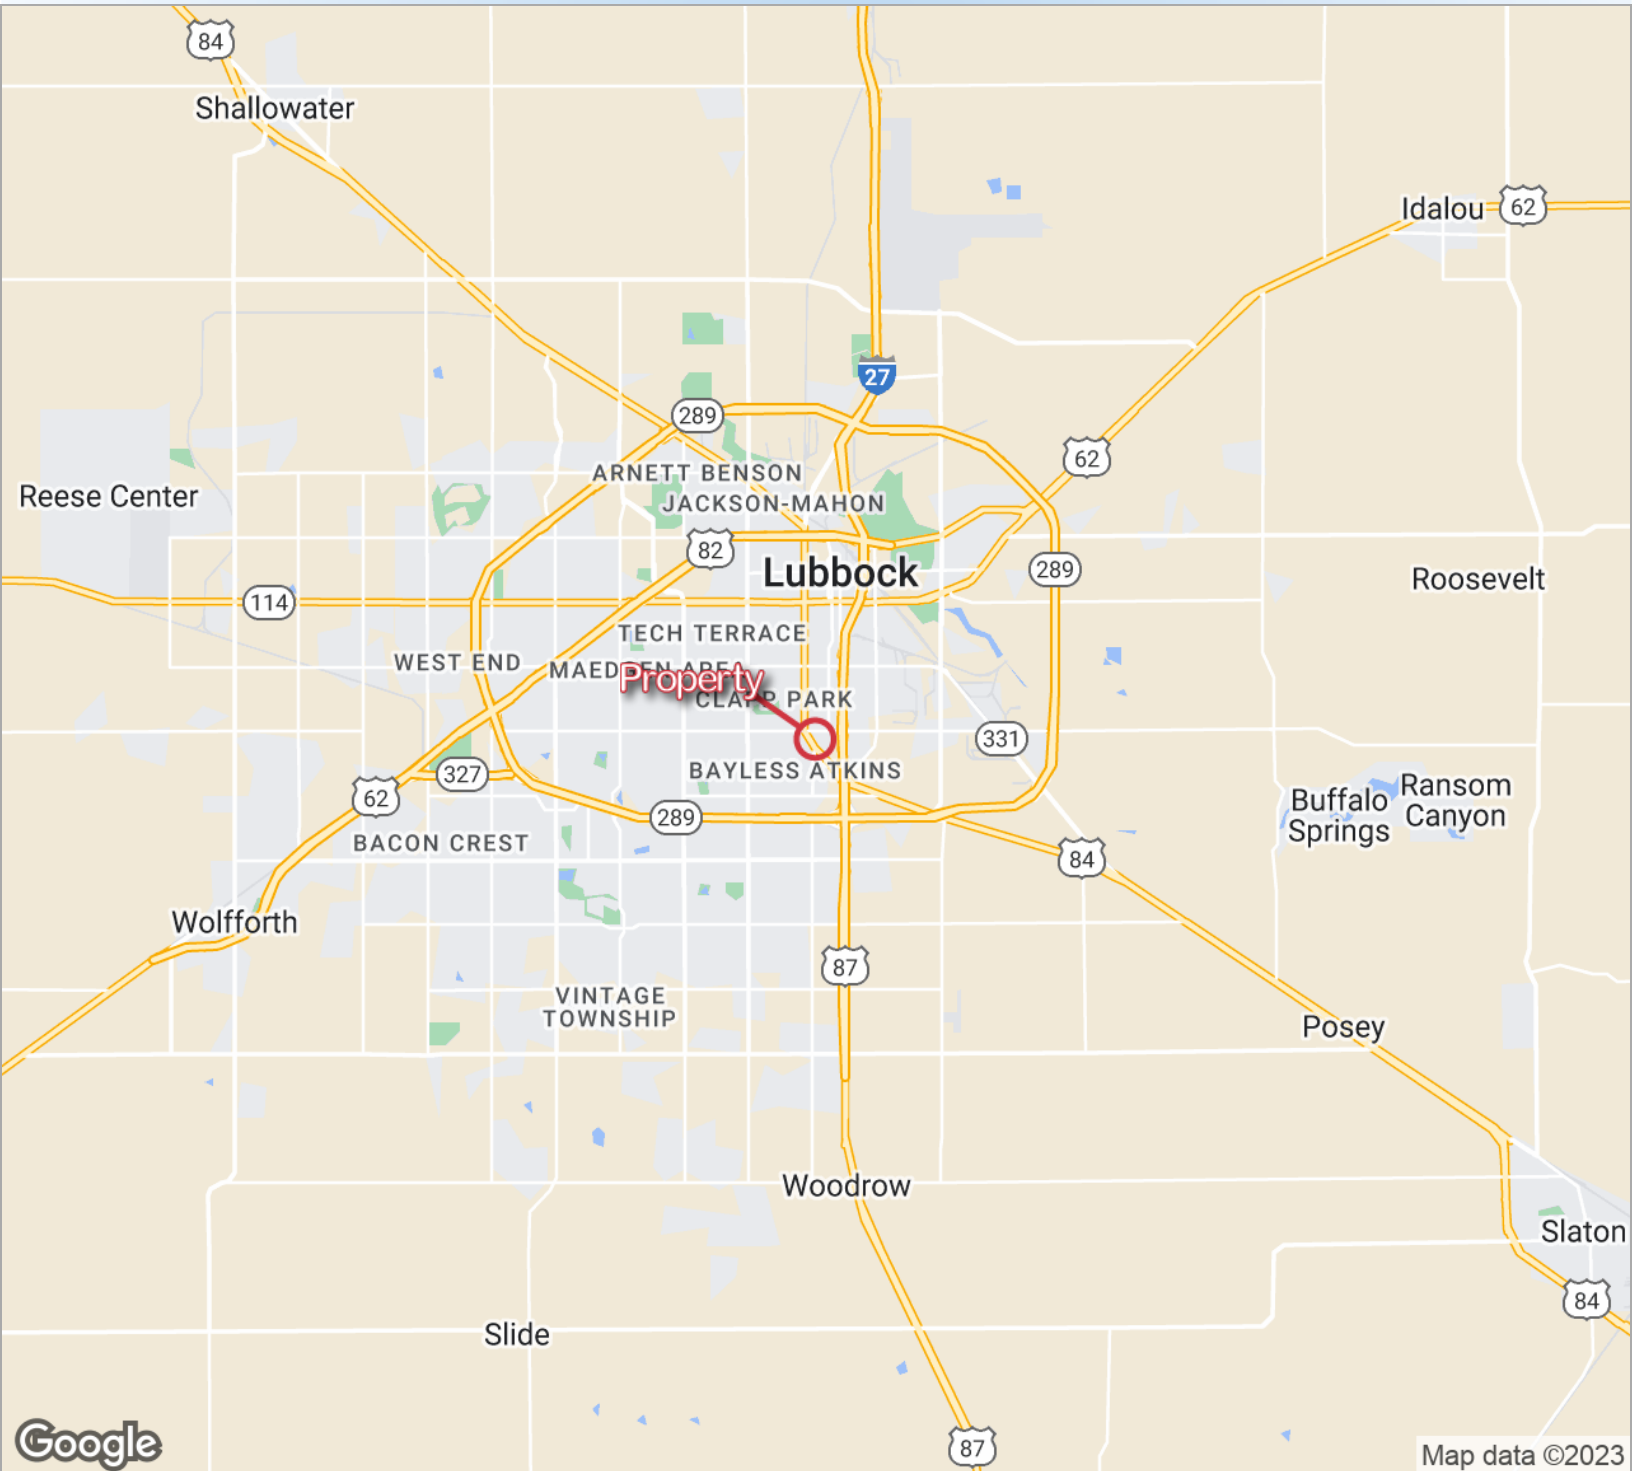 84
Shallowater
Idalou
62
27
289
62
ARNETT BENSON
Reese Center
JACKSON-MAHON
82
Lubbock
289
Roosevelt
114
TECH TERRACE
WEST END
Property
CLAPP PARK
331
BAYLESS ATKINS
327
62
289
Buffalo
Springs
Ransom
Canyon
BACON CREST
84
Wolfforth
87
VINTAGE
TOWNSHIP
Posey
Woodrow
Slaton
84
Slide
Google
87
Map data ©2023